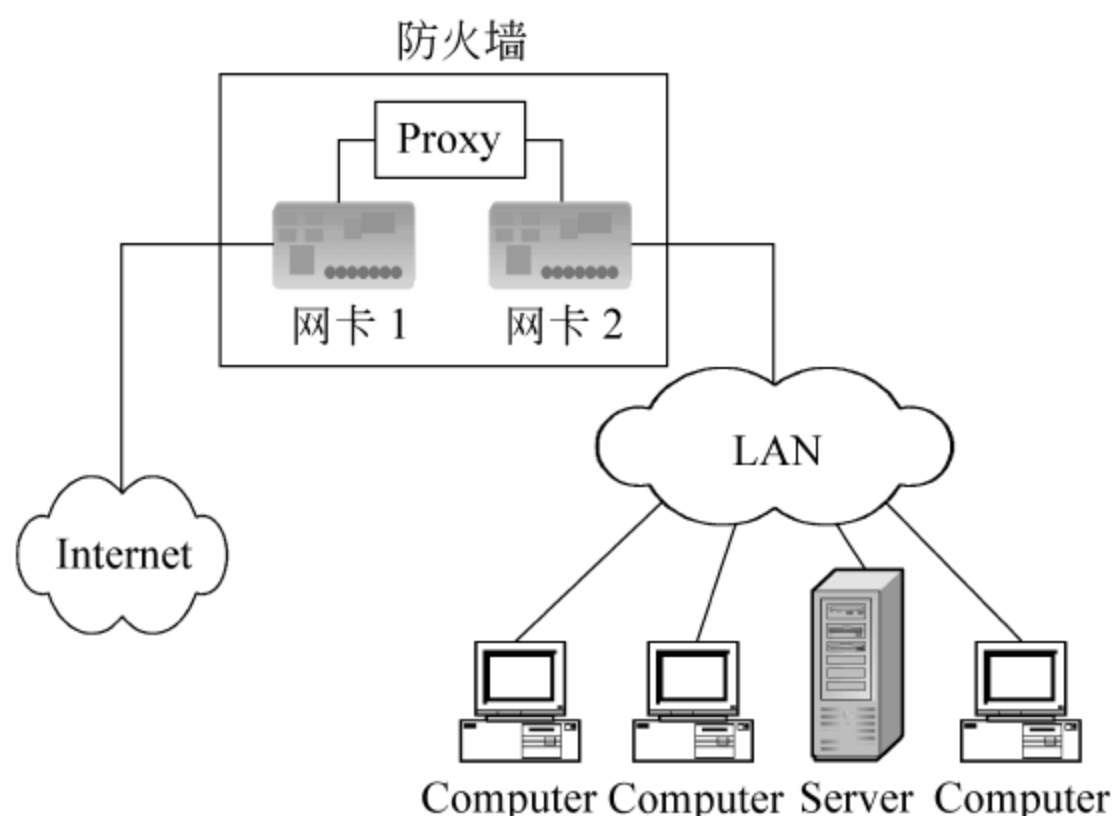 防火墙
Proxy
网卡 1
网卡 2
LAN
Internet
Computer
Computer
Server
Computer